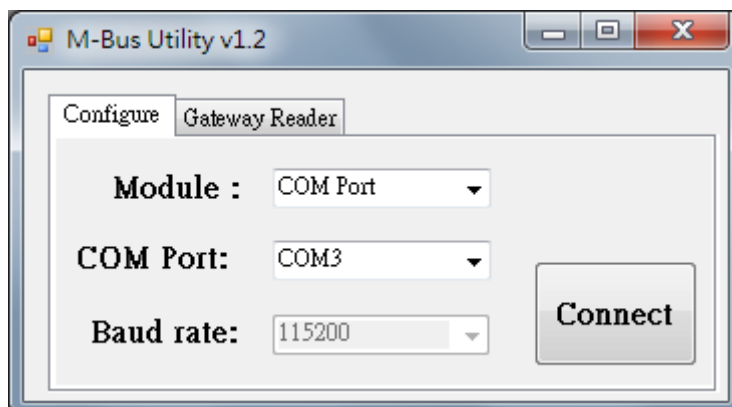 M-Bus Utility v1.2
Configure Gateway Reader
Module : COM Port
COM Port: COM3
Baud rate: 115200
Connect